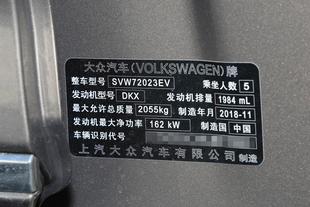 大众汽车(VOLKSWAGEN)牌
整车型号 SVW72023EV 乘坐人数 5
发动机型号 DKX 发动机排量 1984 mL
最大允许总质量 2055kg 制造年月 2018-11
发动机最大净功率 162 kW 制造国 中国
车辆识别代号
上汽大众汽车有限公司 制造